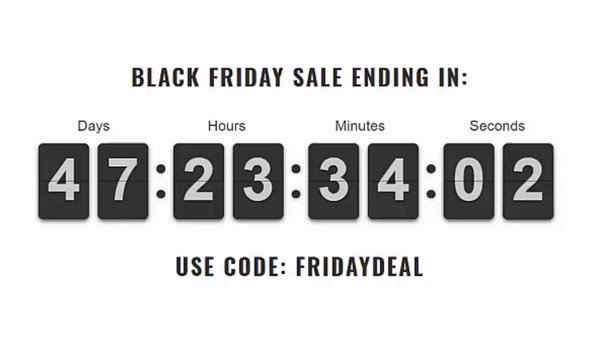 BLACK FRIDAY SALE ENDING IN:
Days Hours Minutes Seconds
47:23:34:02
USE CODE: FRIDAYDEAL